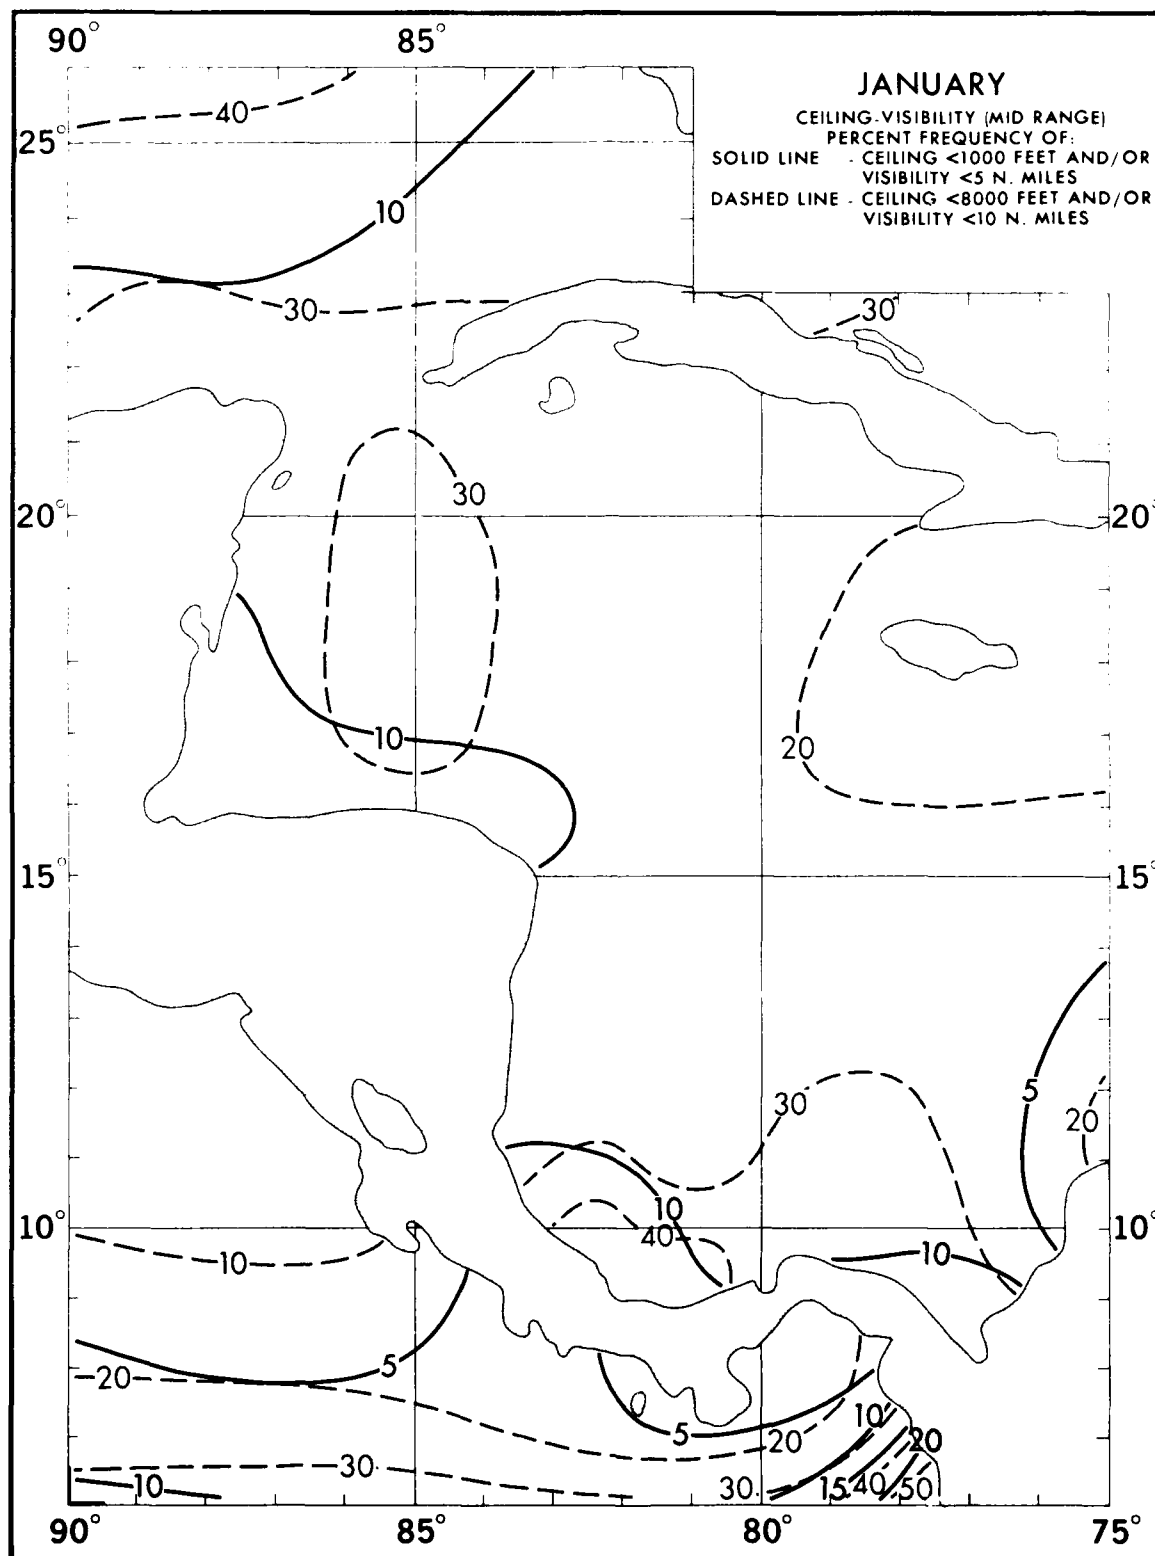 90° 85°
JANUARY
CEILING-VISIBILITY (MID RANGE)
PERCENT FREQUENCY OF:
SOLID LINE - CEILING <1000 FEET AND/OR
VISIBILITY <5 N. MILES
DASHED LINE - CEILING <8000 FEET AND/OR
VISIBILITY <10 N. MILES
40
25°
10
30 30
30
20° 20°
10
20
15° 15°
5
30
20
10
10° 40 10 10°
10
5
20
10
5 20 20
30
30 15 40 50
10
90° 85° 80° 75°